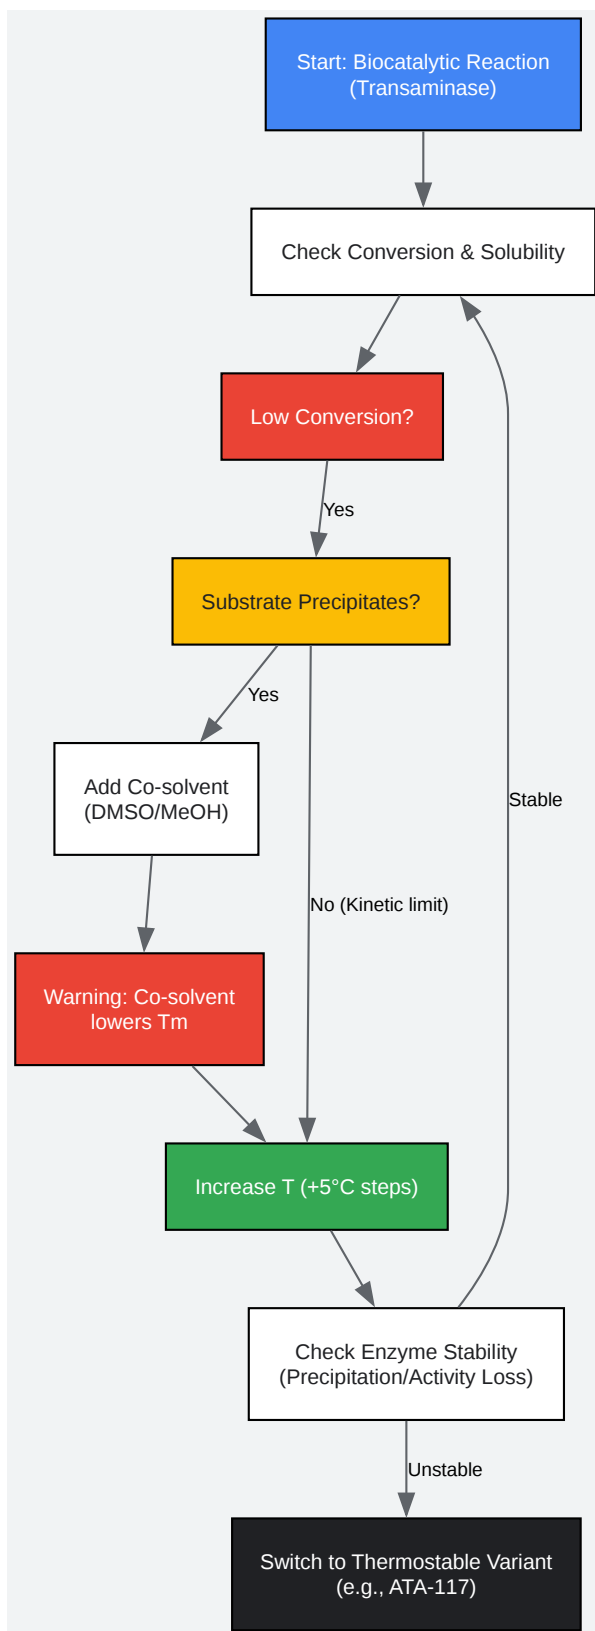 Start: Biocatalytic Reaction
(Transaminase)
Check Conversion & Solubility
Low Conversion?
Yes
Substrate Precipitates?
Yes
Add Co-solvent
(DMSO/MeOH)
Stable
No (Kinetic limit)
Warning: Co-solvent
lowers Tm
Increase T (+5°C steps)
Check Enzyme Stability
(Precipitation/Activity Loss)
Unstable
Switch to Thermostable Variant
(e.g., ATA-117)